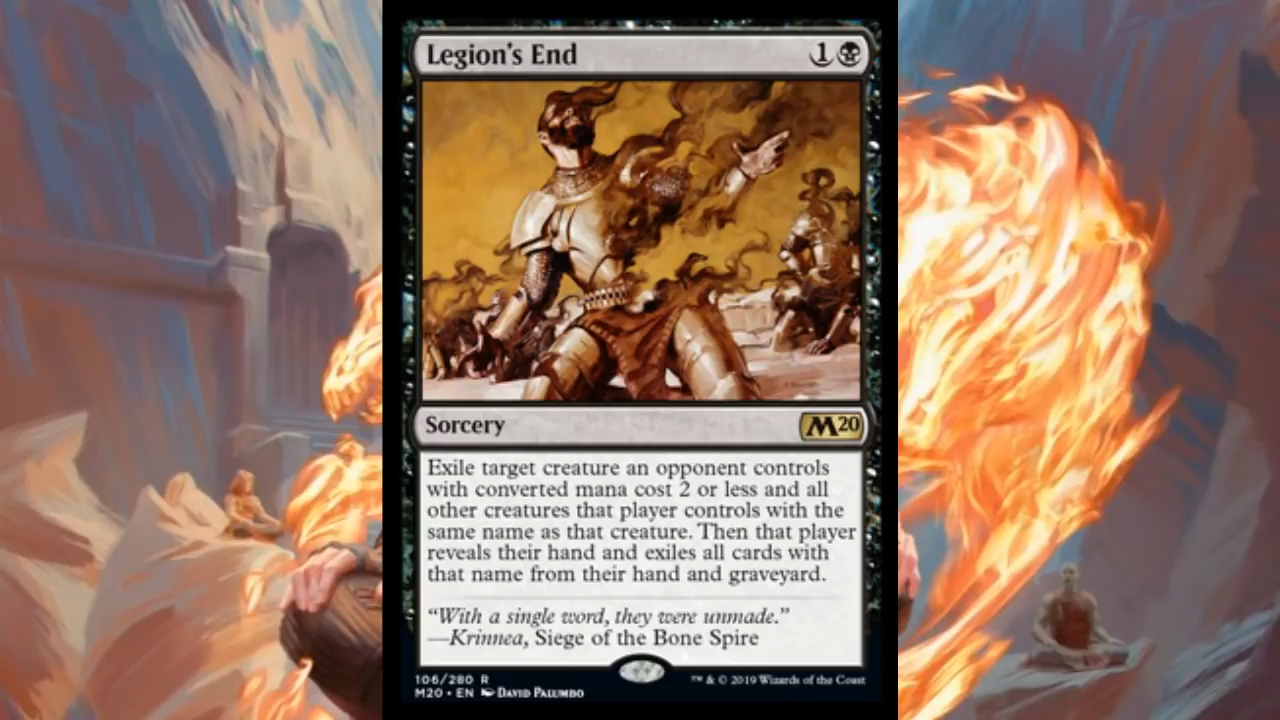 Legion's End 1
Sorcery M20
Exile target creature an opponent controls
with converted mana cost 2 or less and all
other creatures that player controls with the
same name as that creature. Then that player
reveals their hand and exiles all cards with
that name from their hand and graveyard.
“With a single word, they were unmade.”
—Krinnea, Siege of the Bone Spire
106/280 R
M20 • EN David Palumbo
™ & © 2019 Wizards of the Coast